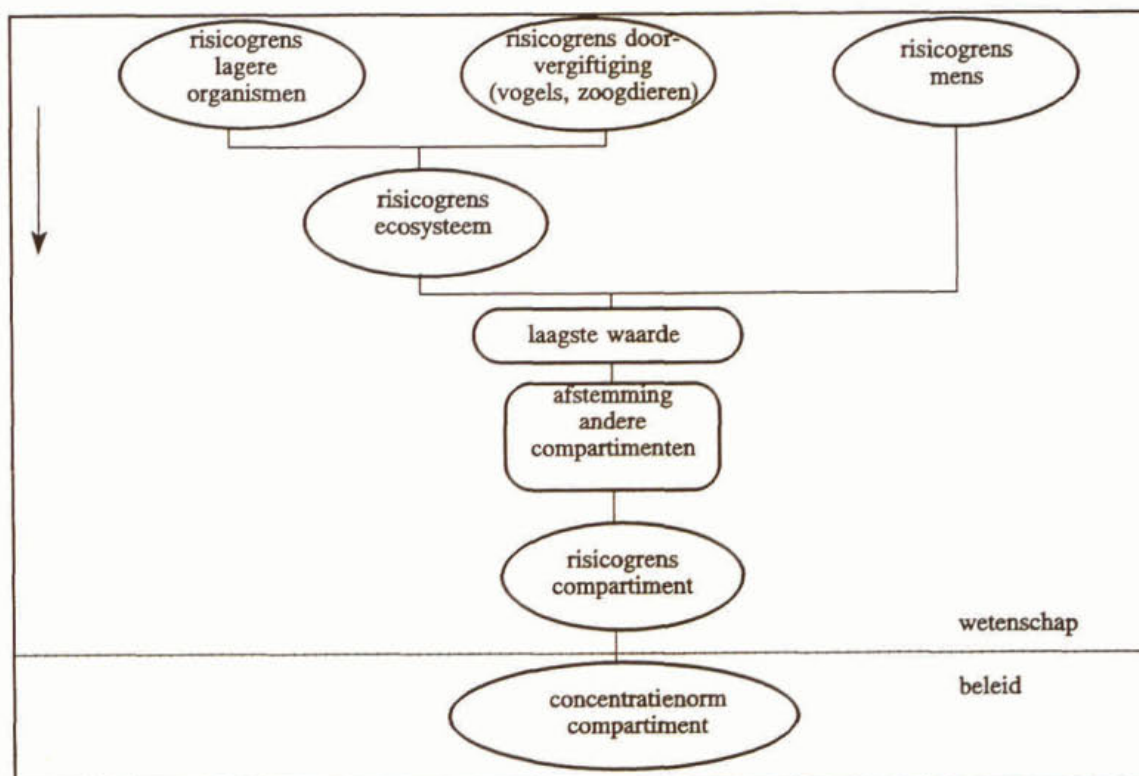 risicogrens
lagere
organismen
risicogrens door-
vergiftiging
(vogels, zoogdieren)
risicogrens
mens
risicogrens
ecosysteem
laagste waarde
afstemming
andere
compartimenten
risicogrens
compartiment
wetenschap
beleid
concentratienorm
compartiment